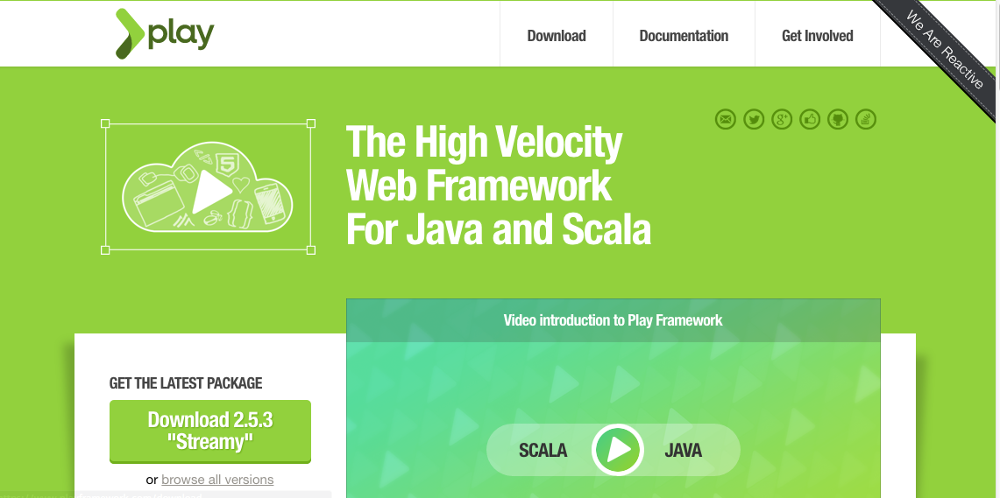 play
Download
Documentation
Get Involved
We Are Reactive
The High Velocity
Web Framework
For Java and Scala
Video introduction to Play Framework
GET THE LATEST PACKAGE
Download 2.5.3
"Streamy"
or browse all versions
SCALA
JAVA